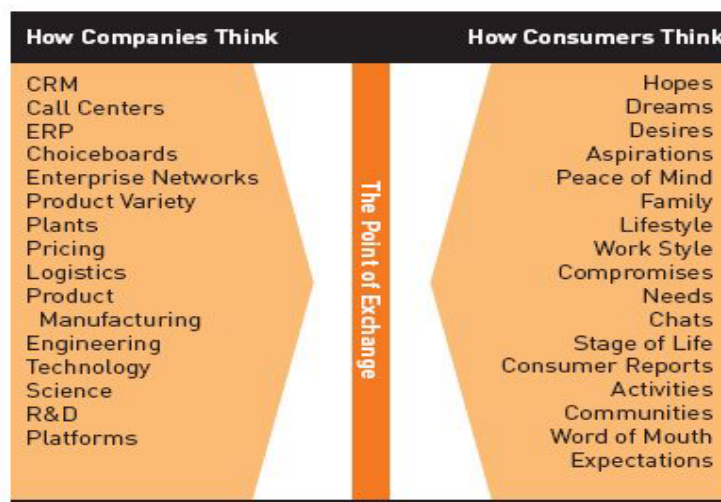 How Companies Think
How Consumers Think
CRM
Call Centers
ERP
Choiceboards
Enterprise Networks
Product Variety
Plants
Pricing
Logistics
Product
Manufacturing
Engineering
Technology
Science
R&D
Platforms
The Point of Exchange
Hopes
Dreams
Desires
Aspirations
Peace of Mind
Family
Lifestyle
Work Style
Compromises
Needs
Chats
Stage of Life
Consumer Reports
Activities
Communities
Word of Mouth
Expectations